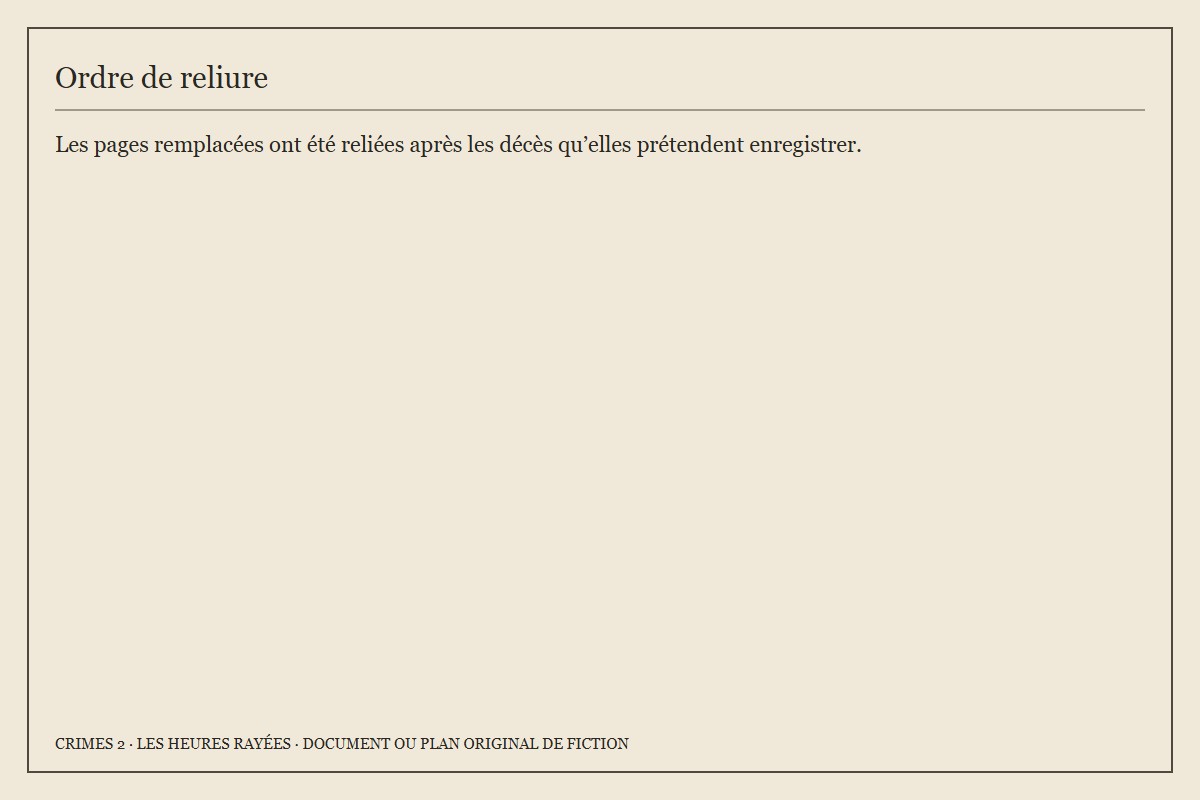 Ordre de reliure
Les pages remplacées ont été reliées après les décès qu’elles prétendent enregistrer.
CRIMES 2 · LES HEURES RAYÉES · DOCUMENT OU PLAN ORIGINAL DE FICTION